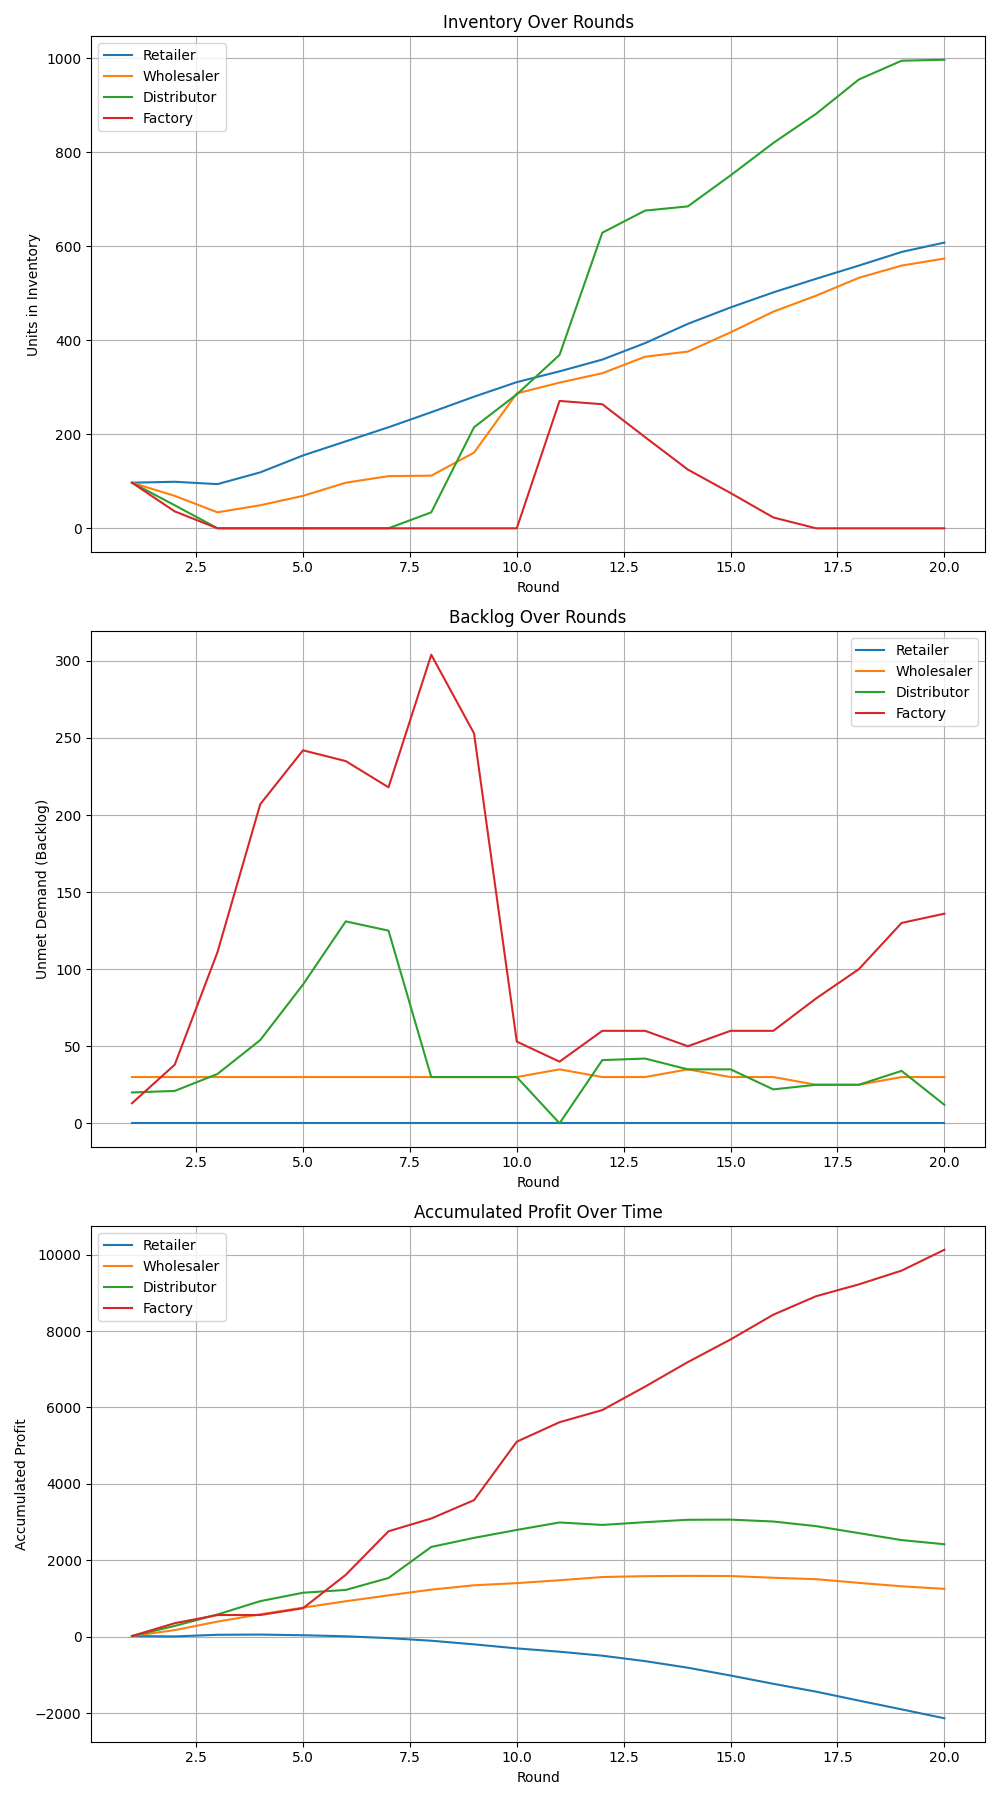 Inventory Over Rounds
Retailer
Wholesaler
Distributor
Factory
1000
800
600
400
200
0
Units in Inventory
2.5 5.0 7.5 10.0 12.5 15.0 17.5 20.0
Round
Backlog Over Rounds
Retailer
Wholesaler
Distributor
Factory
300
250
200
150
100
50
0
Unmet Demand (Backlog)
2.5 5.0 7.5 10.0 12.5 15.0 17.5 20.0
Round
Accumulated Profit Over Time
Retailer
Wholesaler
Distributor
Factory
10000
8000
6000
4000
2000
0
−2000
Accumulated Profit
2.5 5.0 7.5 10.0 12.5 15.0 17.5 20.0
Round